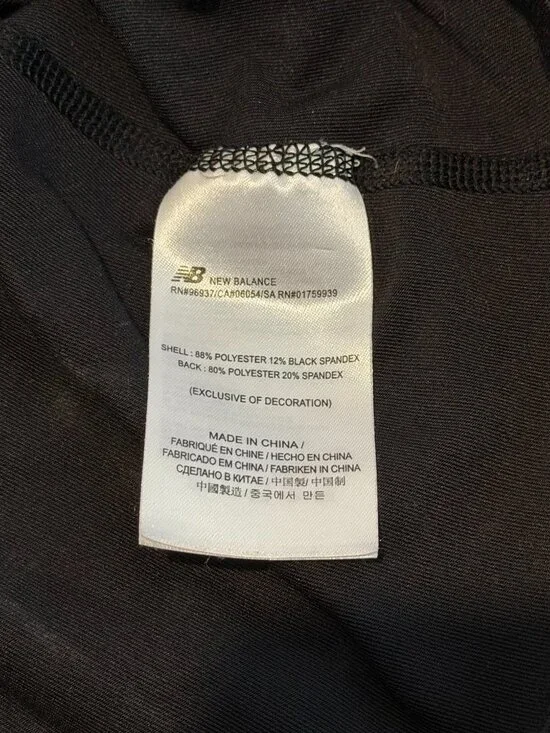 NB NEW BALANCE
RN#96937/CA#06054/SA RN#01759939
SHELL : 88% POLYESTER 12% BLACK SPANDEX
BACK : 80% POLYESTER 20% SPANDEX
(EXCLUSIVE OF DECORATION)
MADE IN CHINA /
FABRIQUÉ EN CHINE / HECHO EN CHINA
FABRICADO EM CHINA / FABRIKEN IN CHINA
СДЕЛАНО В КИТАЕ / 中国製/ 中国制
中國製造 / 중국에서 만든